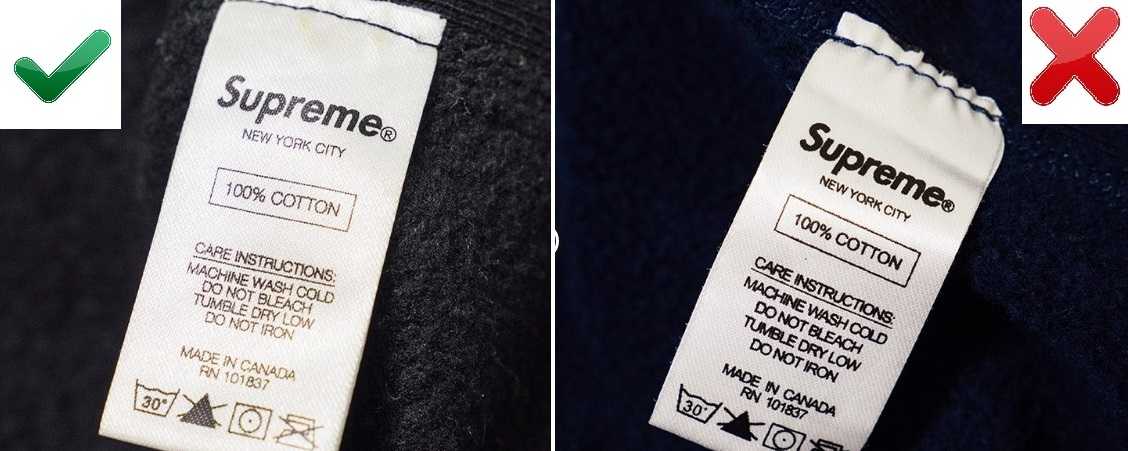 Supreme®
NEW YORK CITY
100% COTTON
CARE INSTRUCTIONS:
MACHINE WASH COLD
DO NOT BLEACH
TUMBLE DRY LOW
DO NOT IRON
MADE IN CANADA
RN 101837
30°
Supreme®
NEW YORK CITY
100% COTTON
CARE INSTRUCTIONS:
MACHINE WASH COLD
DO NOT BLEACH
TUMBLE DRY LOW
DO NOT IRON
MADE IN CANADA
RN 101837
30°